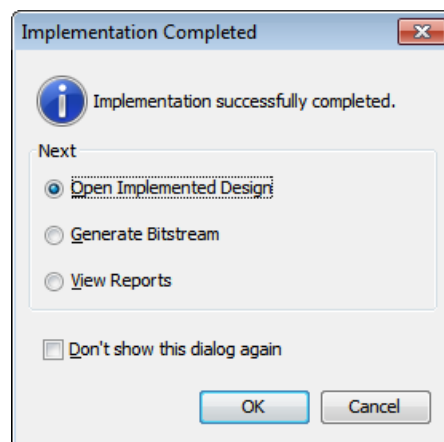 Implementation Completed
Implementation successfully completed.
Next
Open Implemented Design
Generate Bitstream
View Reports
Don't show this dialog again
OK Cancel